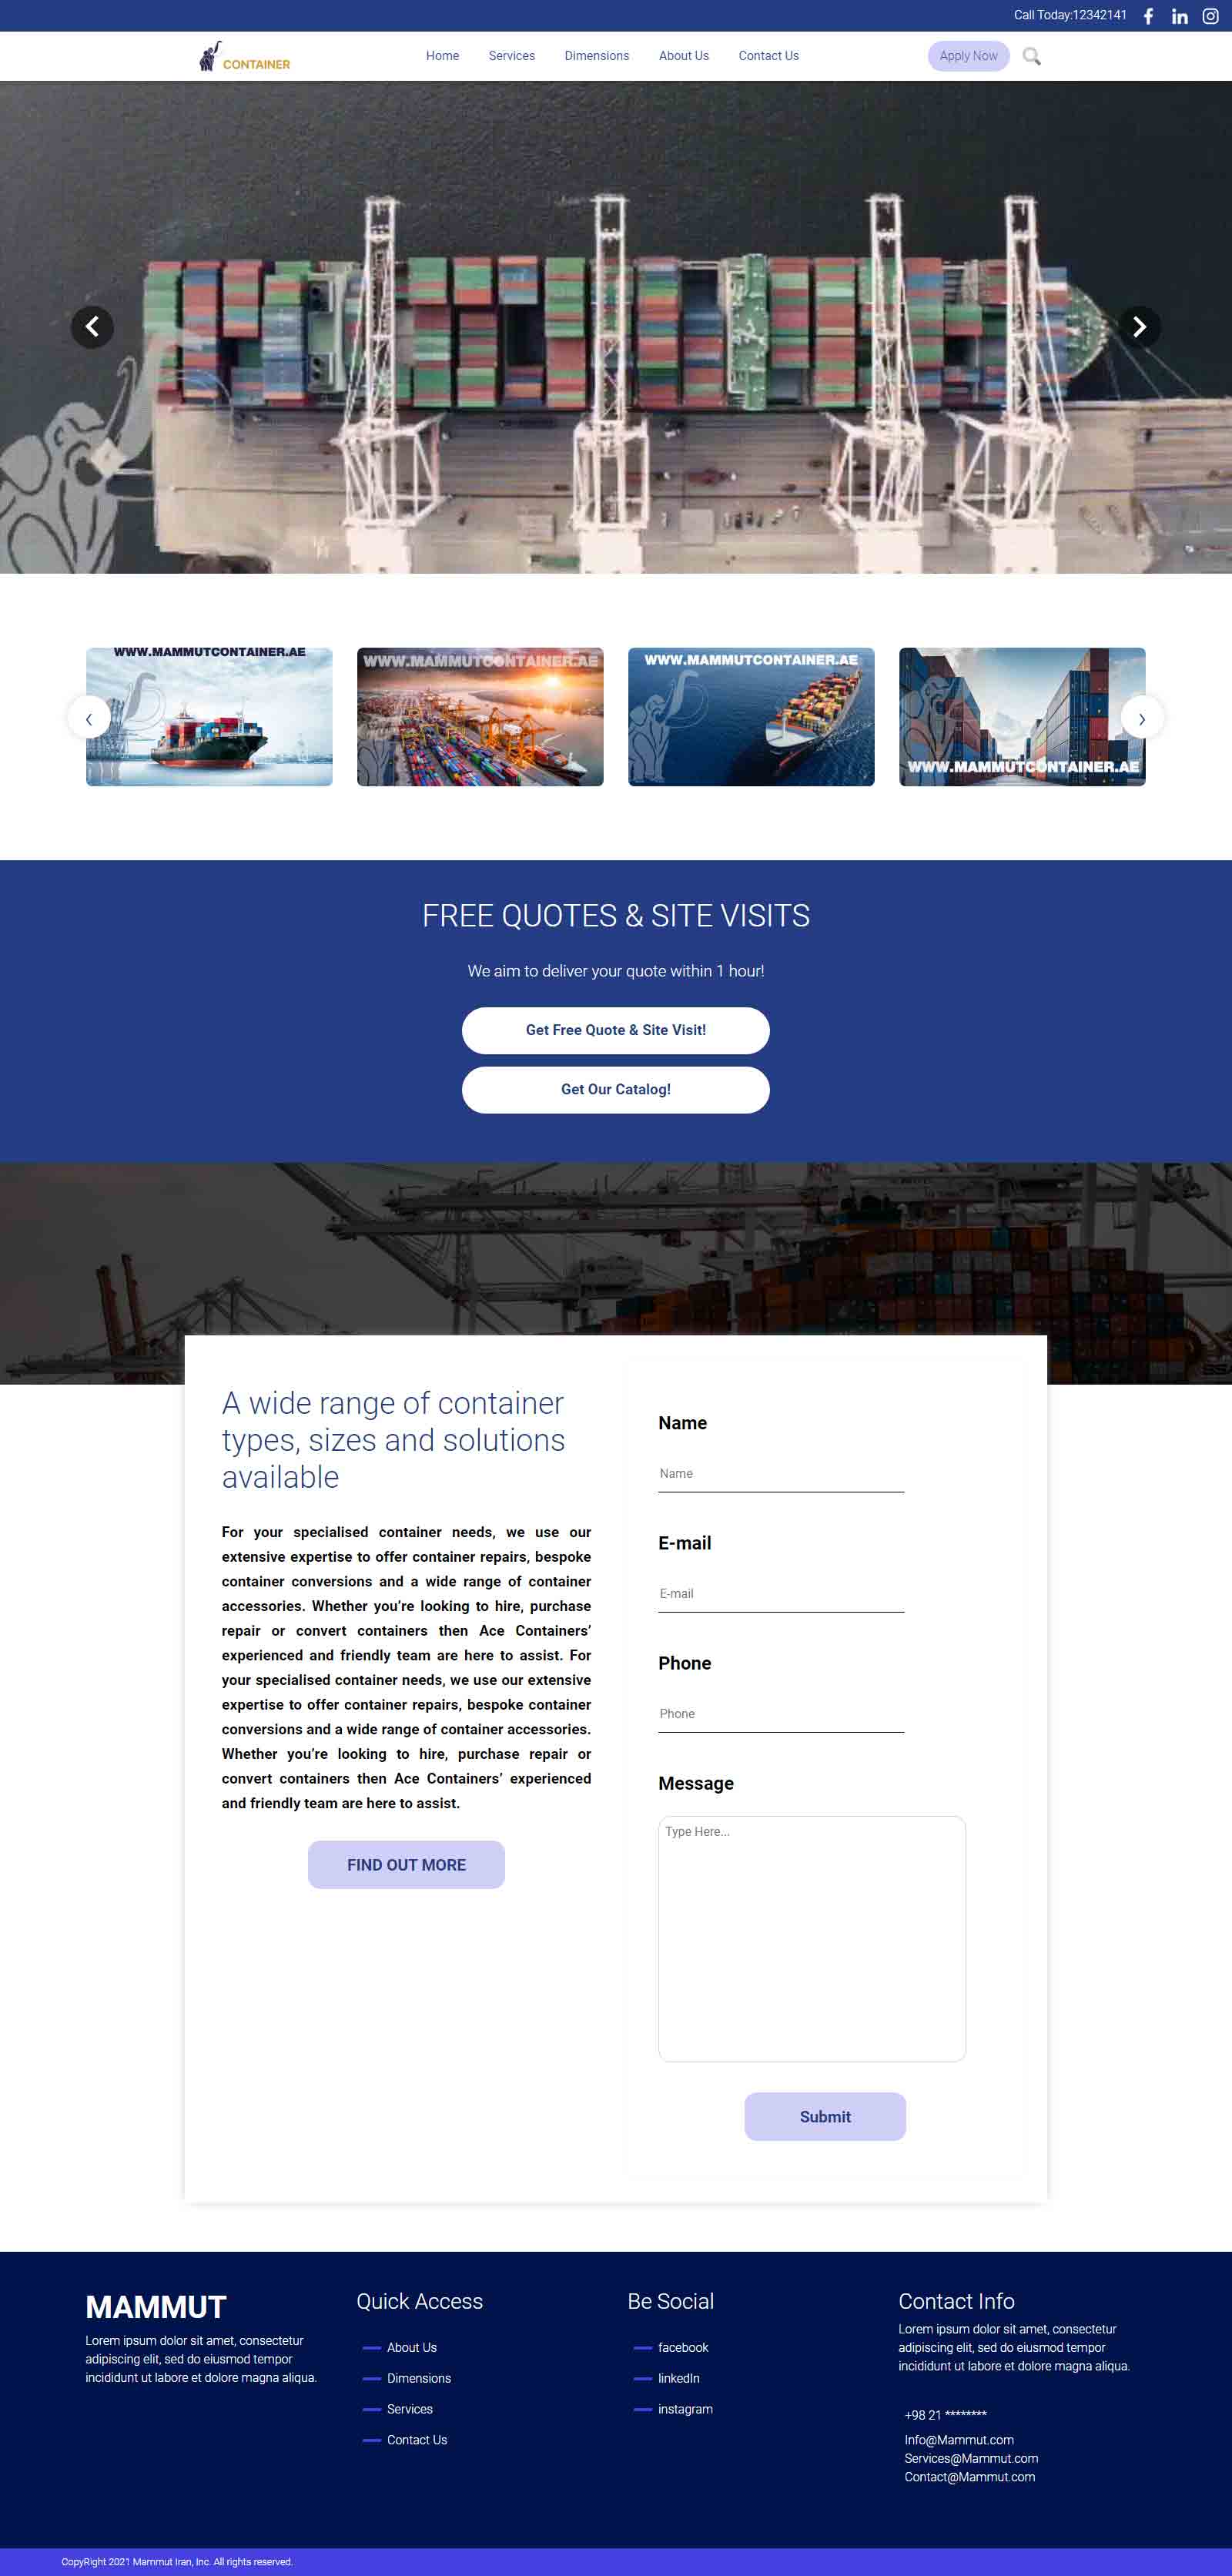 Call Today:12342141
CONTAINER
Home Services Dimensions About Us Contact Us Apply Now
WWW.MAMMUTCONTAINER.AE
WWW.MAMMUTCONTAINER.AE
WWW.MAMMUTCONTAINER.AE
WWW.MAMMUTCONTAINER.AE
FREE QUOTES & SITE VISITS
We aim to deliver your quote within 1 hour!
Get Free Quote & Site Visit!
Get Our Catalog!
A wide range of container
types, sizes and solutions
available
For your specialised container needs, we use our
extensive expertise to offer container repairs, bespoke
container conversions and a wide range of container
accessories. Whether you’re looking to hire, purchase
repair or convert containers then Ace Containers’
experienced and friendly team are here to assist. For
your specialised container needs, we use our extensive
expertise to offer container repairs, bespoke container
conversions and a wide range of container accessories.
Whether you’re looking to hire, purchase repair or
convert containers then Ace Containers’ experienced
and friendly team are here to assist.
FIND OUT MORE
Name
Name
E-mail
E-mail
Phone
Phone
Message
Type Here...
Submit
MAMMUT
Lorem ipsum dolor sit amet, consectetur
adipiscing elit, sed do eiusmod tempor
incididunt ut labore et dolore magna aliqua.
Quick Access
About Us
Dimensions
Services
Contact Us
Be Social
facebook
linkedIn
instagram
Contact Info
Lorem ipsum dolor sit amet, consectetur
adipiscing elit, sed do eiusmod tempor
incididunt ut labore et dolore magna aliqua.
+98 21 ********
Info@Mammut.com
Services@Mammut.com
Contact@Mammut.com
CopyRight 2021 Mammut Iran, Inc. All rights reserved.